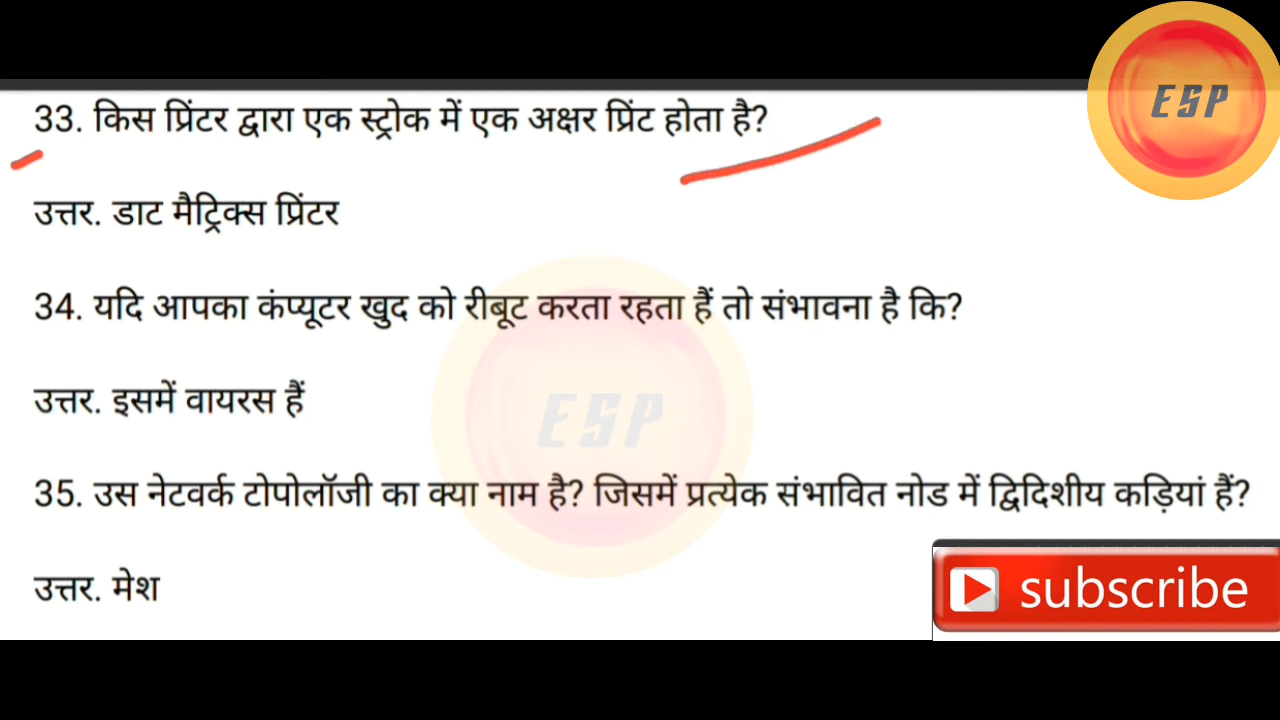 ESP
33. किस प्रिंटर द्वारा एक स्ट्रोक में एक अक्षर प्रिंट होता है?
उत्तर. डाट मैट्रिक्स प्रिंटर
34. यदि आपका कंप्यूटर खुद को रीबूट करता रहता हैं तो संभावना है कि?
उत्तर. इसमें वायरस हैं
ESP
35. उस नेटवर्क टोपोलॉजी का क्या नाम है? जिसमें प्रत्येक संभावित नोड में द्विदिशीय कड़ियां हैं?
उत्तर. मेश
subscribe